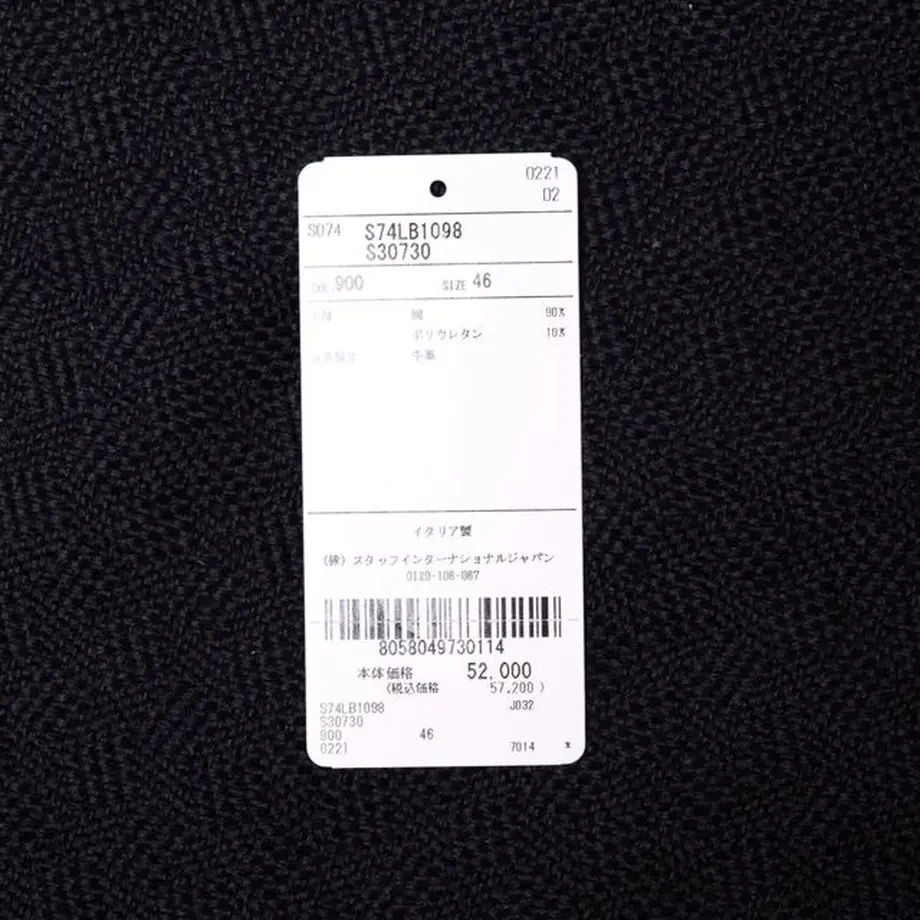 0221
D2
S074 S74LB1098
S30730
COL 900 SIZE 46
綿 90%
ポリウレタン 10%
牛革
イタリア製
(株) スタッフインターナショナルジャパン
0120-106-067
8058049730114
本体価格 52,000
(税込価格 57,200 )
S74LB1098 J032
S30730
900 46
0221 7014